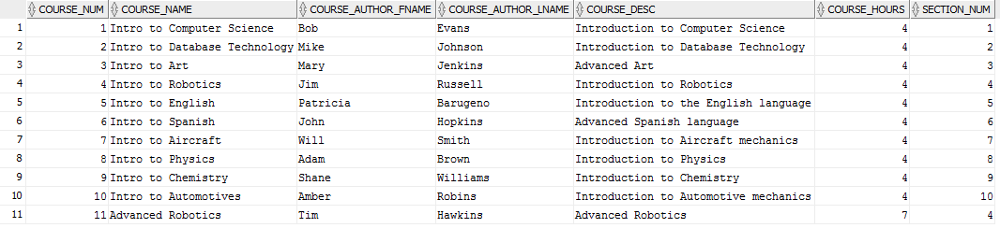 COURSE_NUM COURSE_NAME COURSE_AUTHOR_FNAME COURSE_AUTHOR_LNAME COURSE_DESC COURSE_HOURS SECTION_NUM
1 1 Intro to Computer Science Bob Evans Introduction to Computer Science 4 1
2 2 Intro to Database Technology Mike Johnson Introduction to Database Technology 4 2
3 3 Intro to Art Mary Jenkins Advanced Art 4 3
4 4 Intro to Robotics Jim Russell Introduction to Robotics 4 4
5 5 Intro to English Patricia Barugeno Introduction to the English language 4 5
6 6 Intro to Spanish John Hopkins Advanced Spanish language 4 6
7 7 Intro to Aircraft Will Smith Introduction to Aircraft mechanics 4 7
8 8 Intro to Physics Adam Brown Introduction to Physics 4 8
9 9 Intro to Chemistry Shane Williams Introduction to Chemistry 4 9
10 10 Intro to Automotives Amber Robins Introduction to Automotive mechanics 4 10
11 11 Advanced Robotics Tim Hawkins Advanced Robotics 7 4